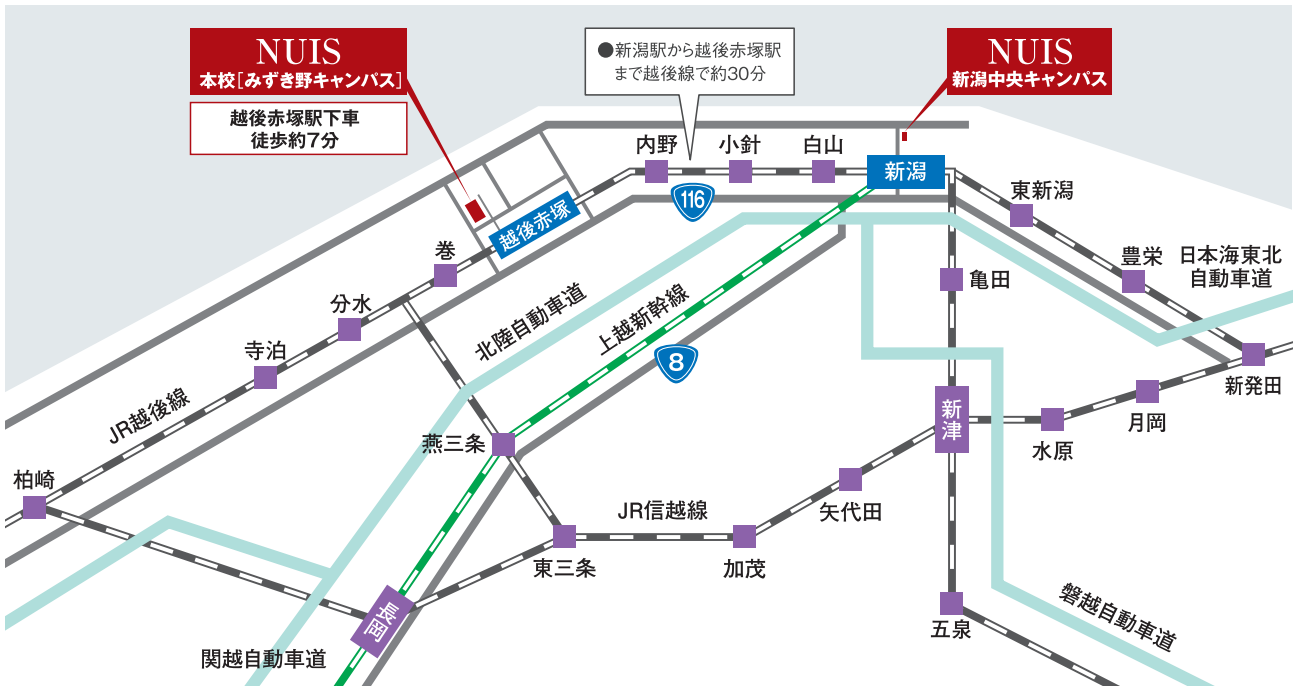 NUIS
本校[みずき野キャンパス]
越後赤塚駅下車
徒歩約7分
●新潟駅から越後赤塚駅
まで越後線で約30分
NUIS
新潟中央キャンパス
内野
小針
白山
新潟
116
東新潟
越後赤塚
巻
亀田
豊栄
日本海東北
自動車道
分水
北陸自動車道
上越新幹線
寺泊
8
新発田
JR越後線
燕三条
新津
月岡
水原
柏崎
JR信越線
矢代田
東三条
加茂
長岡
五泉
磐越自動車道
関越自動車道